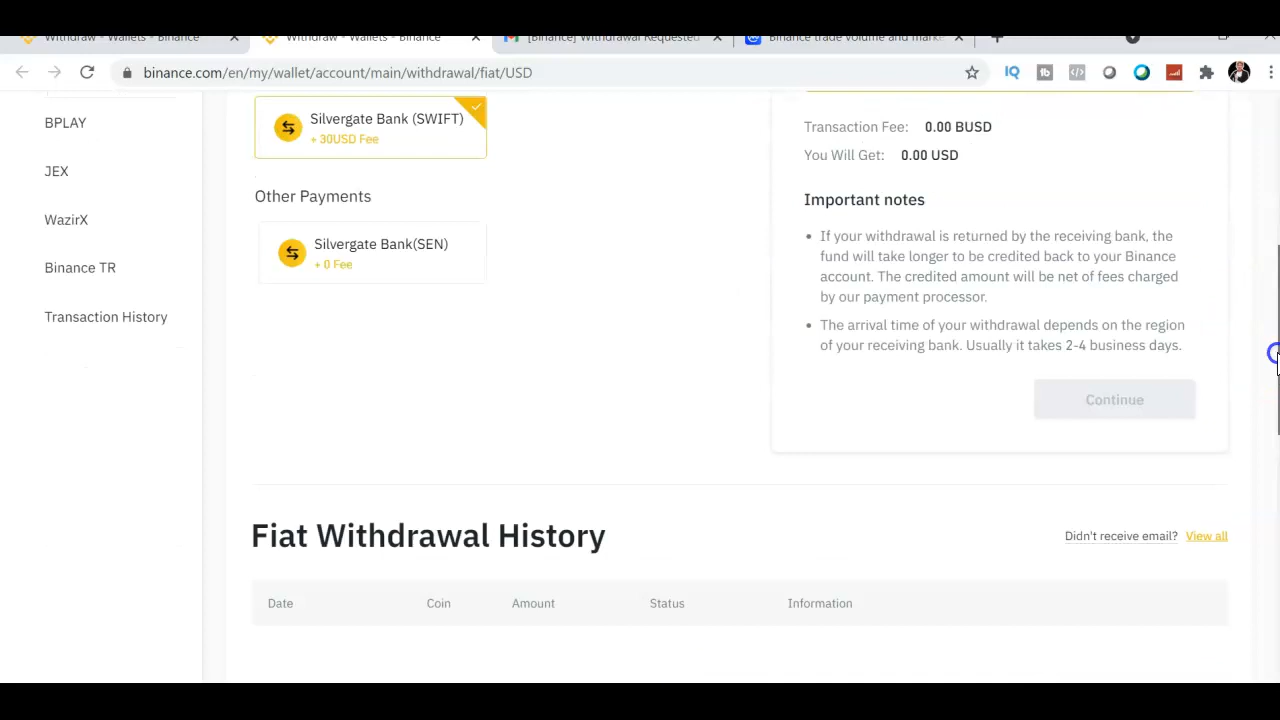 Withdraw - Wallets - Binance
Withdraw - Wallets - Binance
[Binance] Withdrawal Requested
Binance trade volume and marke
binance.com/en/my/wallet/account/main/withdrawal/fiat/USD
IQ
BPLAY
JEX
WazirX
Binance TR
Transaction History
Silvergate Bank (SWIFT)
+ 30USD Fee
Other Payments
Silvergate Bank(SEN)
+ 0 Fee
Transaction Fee: 0.00 BUSD
You Will Get: 0.00 USD
Important notes
If your withdrawal is returned by the receiving bank, the
fund will take longer to be credited back to your Binance
account. The credited amount will be net of fees charged
by our payment processor.
The arrival time of your withdrawal depends on the region
of your receiving bank. Usually it takes 2-4 business days.
Continue
Fiat Withdrawal History
Didn't receive email? View all
Date Coin Amount Status Information